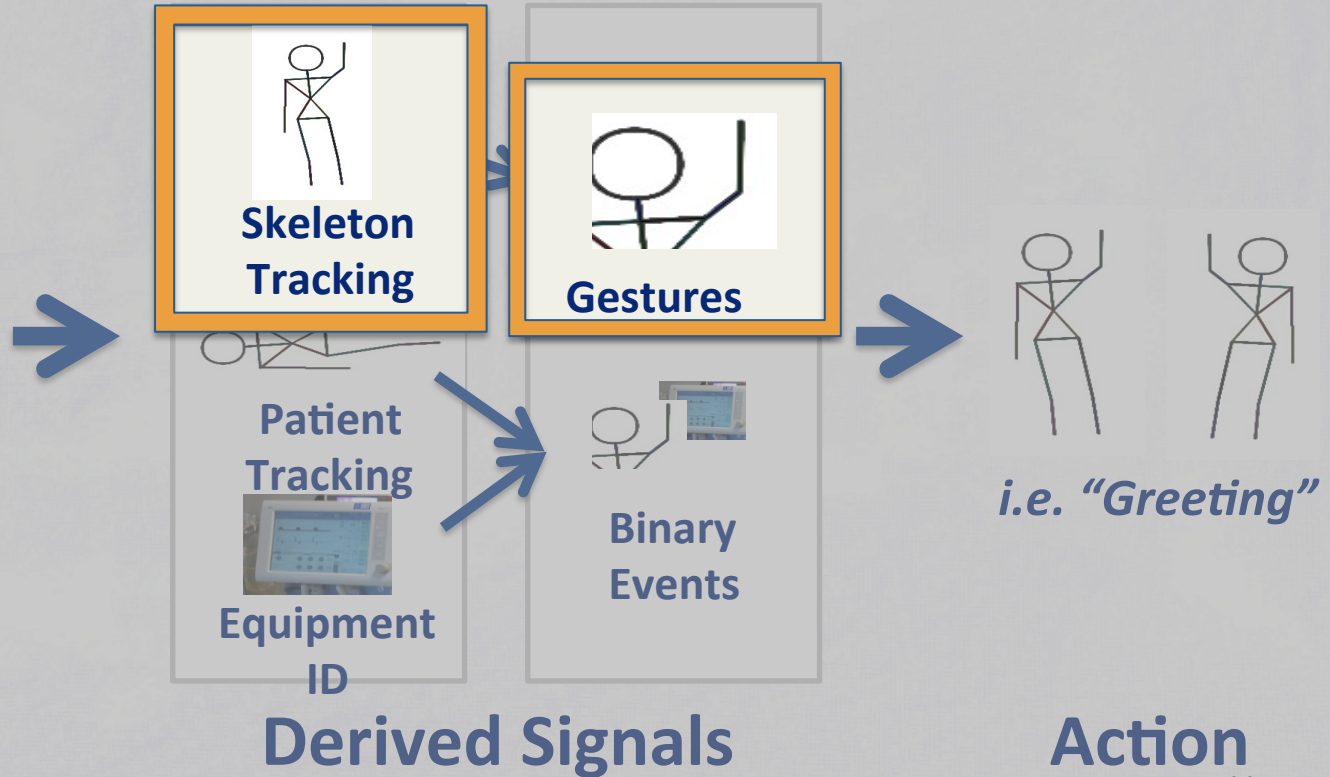 Skeleton
Tracking
Gestures
Patient
Tracking
Equipment
ID
Binary
Events
i.e. “Greeting”
Derived Signals
Action